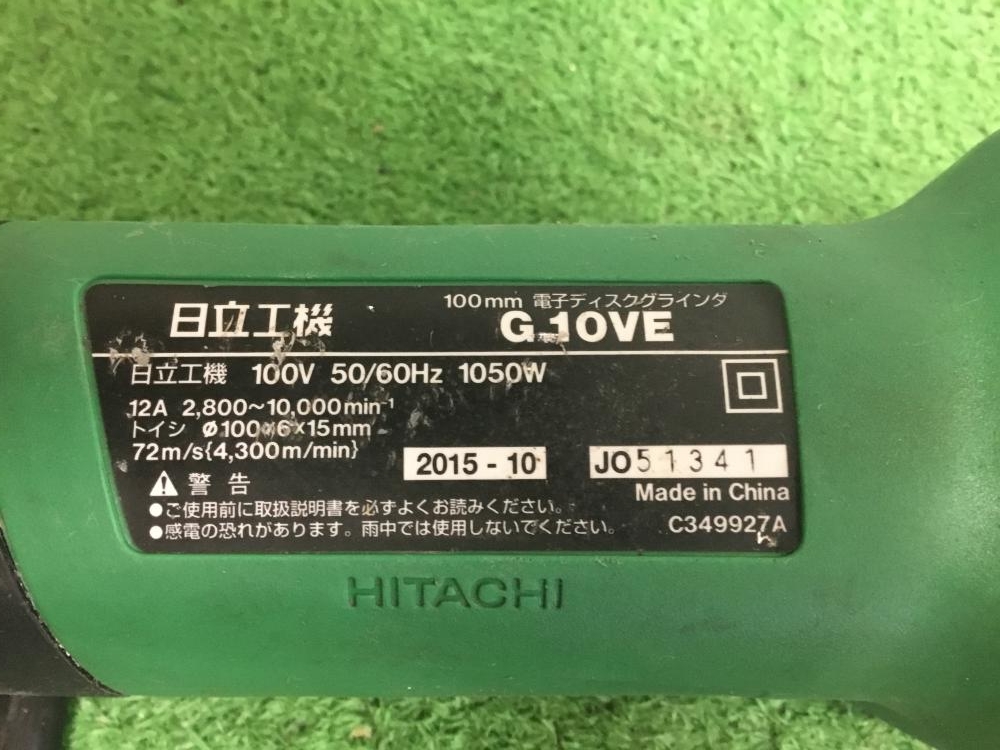 日立工機
100mm 電子ディスクグラインダ
G 10VE
日立工機 100V 50/60Hz 1050W
12A 2,800~10,000min⁻¹
トイシ ø100×6×15mm
72m/s{4,300m/min}
2015-10
JO51341
Made in China
⚠ 警告
●ご使用前に取扱説明書を必ずよくお読みください。
●感電の恐れがあります。雨中では使用しないでください。
C349927A
HITACHI